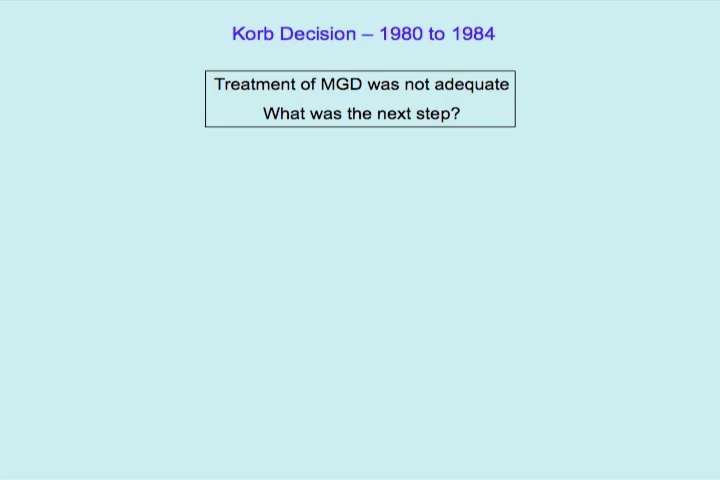 Korb Decision – 1980 to 1984
Treatment of MGD was not adequate
What was the next step?